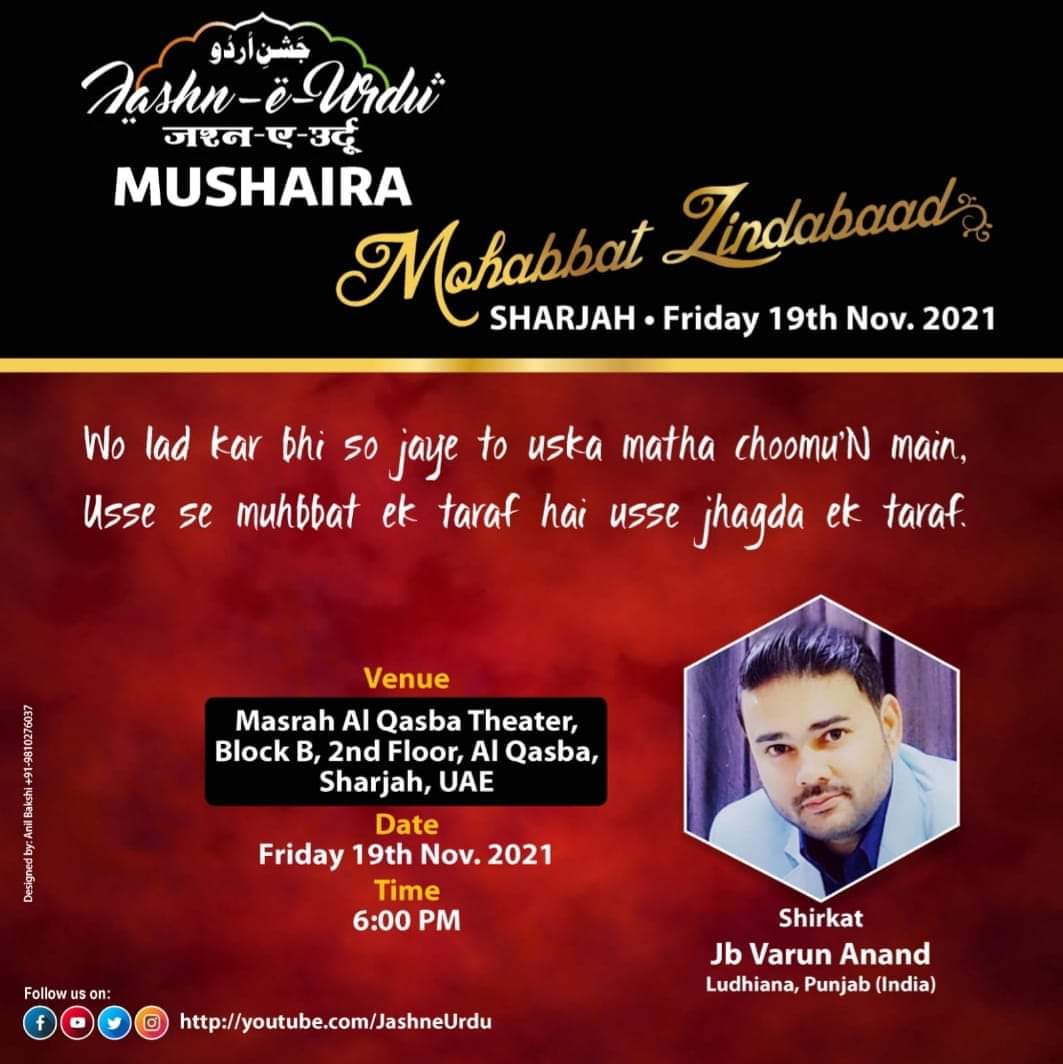 جَشنِ اُردُو
Jashn-ë-Urdu
जश्न-ए-उर्दू
MUSHAIRA
Mohabbat Zindabaad
SHARJAH • Friday 19th Nov. 2021
Wo lad kar bhi so jaye to uska matha choomu'N main,
Usse se muhbbat ek taraf hai usse jhagda ek taraf.
Venue
Masrah Al Qasba Theater,
Block B, 2nd Floor, Al Qasba,
Sharjah, UAE
Date
Friday 19th Nov. 2021
Time
6:00 PM
Shirkat
Jb Varun Anand
Ludhiana, Punjab (India)
Designed by: Anil Bakshi +91-9810276037
Follow us on:
http://youtube.com/JashneUrdu